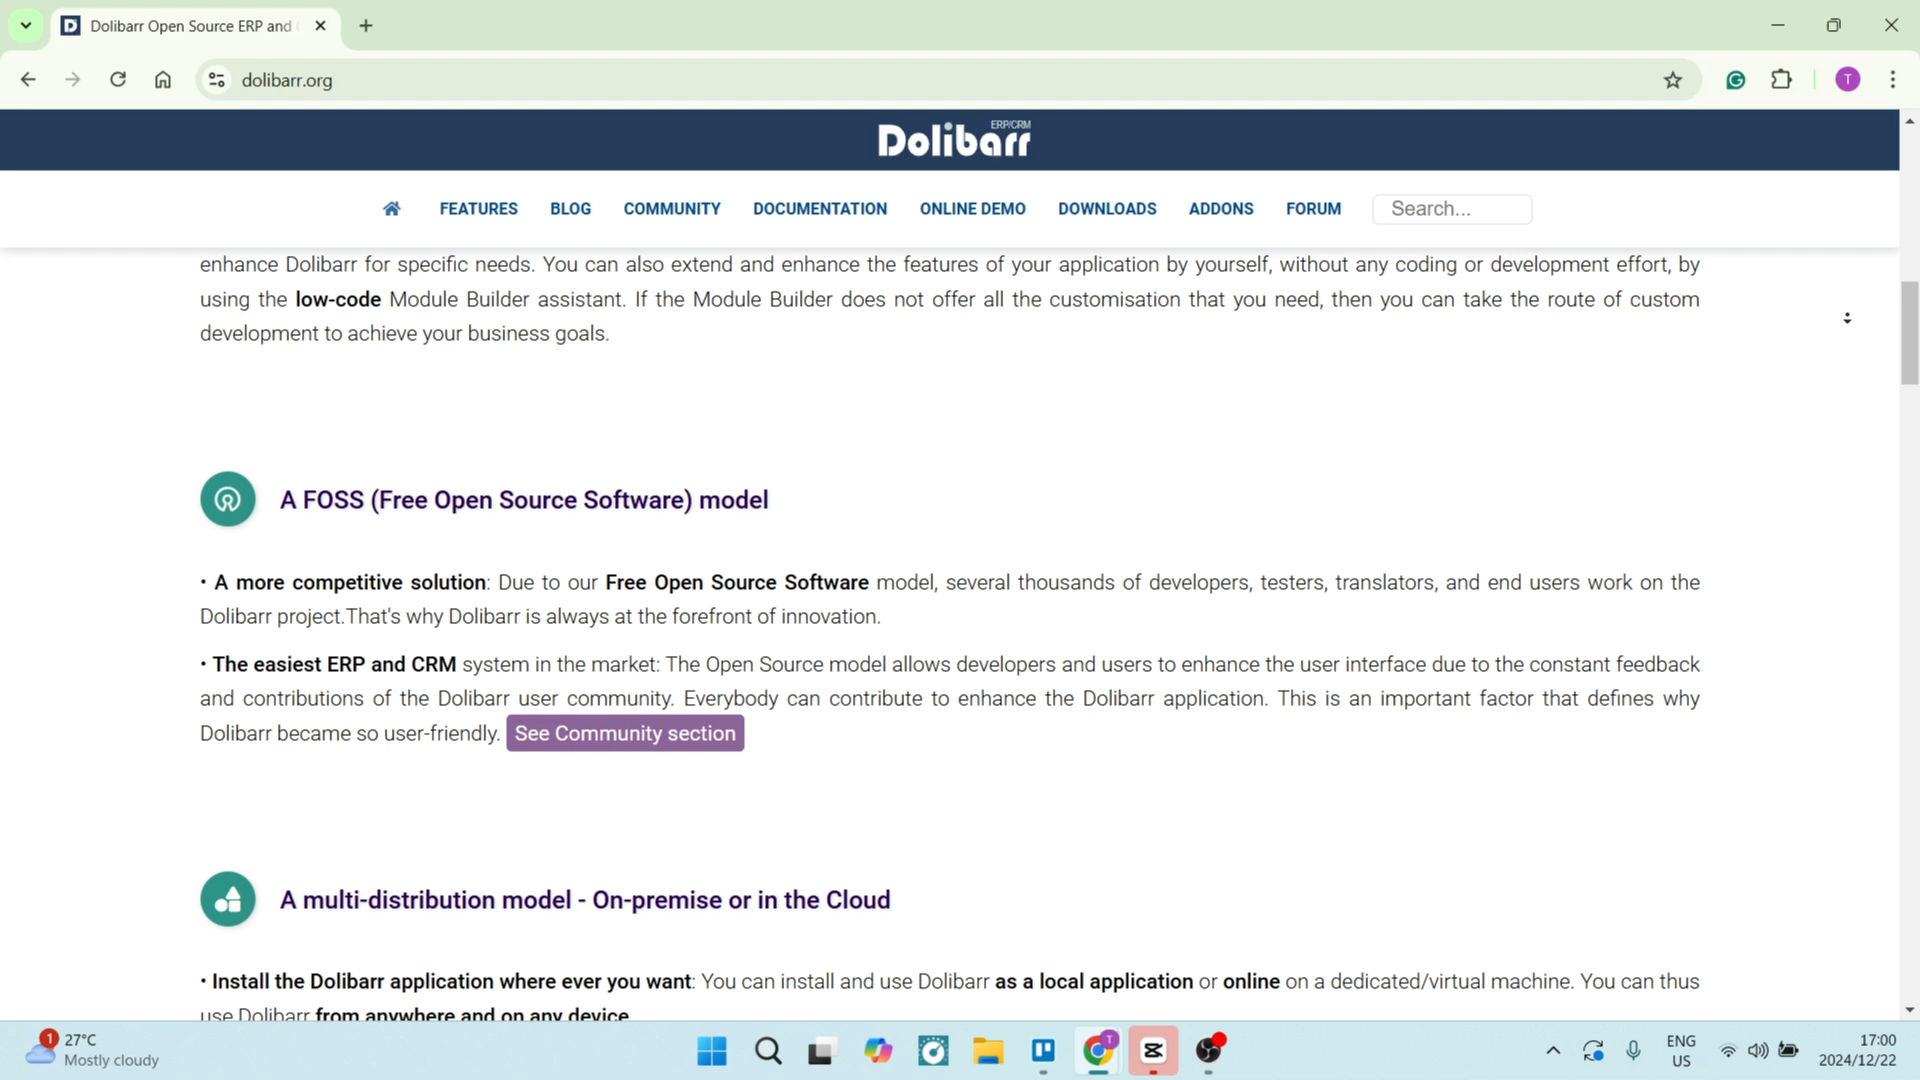 Dolibarr Open Source ERP and
dolibarr.org
T
Dolibarr ERP/CRM
FEATURES BLOG COMMUNITY DOCUMENTATION ONLINE DEMO DOWNLOADS ADDONS FORUM Search...
enhance Dolibarr for specific needs. You can also extend and enhance the features of your application by yourself, without any coding or development effort, by
using the low-code Module Builder assistant. If the Module Builder does not offer all the customisation that you need, then you can take the route of custom
development to achieve your business goals.
A FOSS (Free Open Source Software) model
• A more competitive solution: Due to our Free Open Source Software model, several thousands of developers, testers, translators, and end users work on the
Dolibarr project.That's why Dolibarr is always at the forefront of innovation.
• The easiest ERP and CRM system in the market: The Open Source model allows developers and users to enhance the user interface due to the constant feedback
and contributions of the Dolibarr user community. Everybody can contribute to enhance the Dolibarr application. This is an important factor that defines why
Dolibarr became so user-friendly. See Community section
A multi-distribution model - On-premise or in the Cloud
• Install the Dolibarr application where ever you want: You can install and use Dolibarr as a local application or online on a dedicated/virtual machine. You can thus
use Dolibarr from anywhere and on any device
1 27°C
Mostly cloudy
T
ENG
US
17:00
2024/12/22